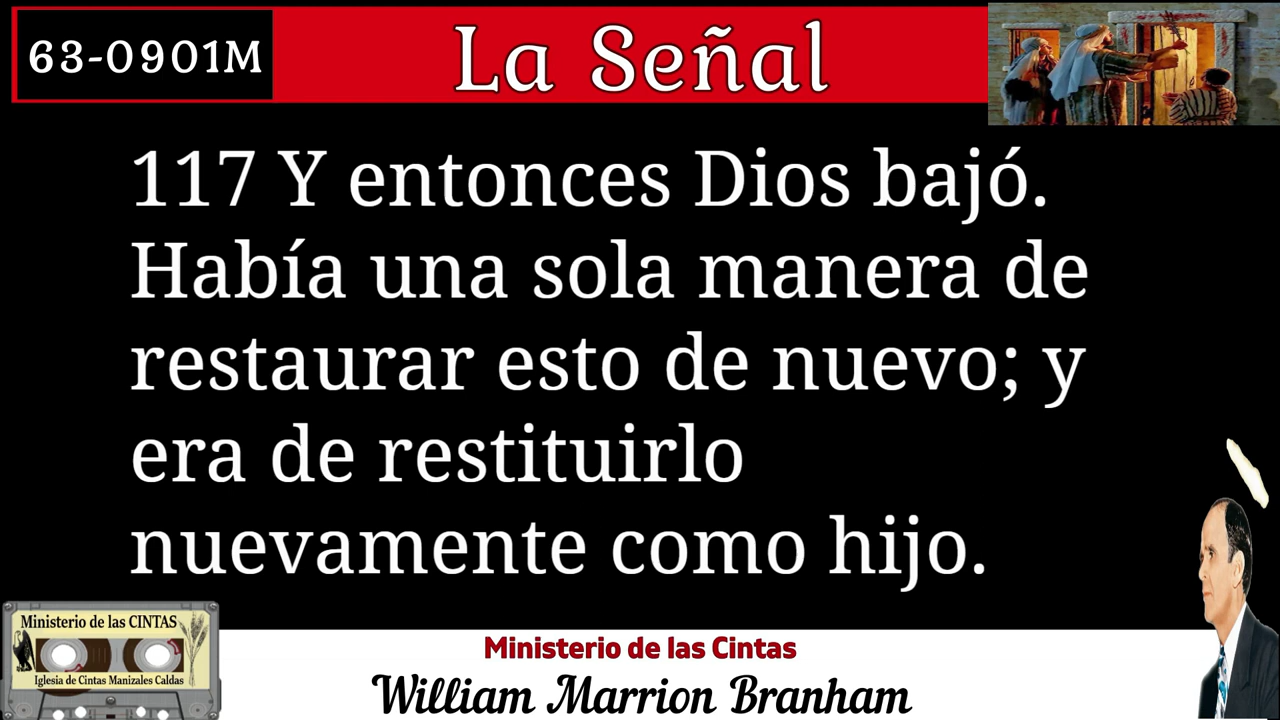 63-0901M
La Señal
117 Y entonces Dios bajó.
Había una sola manera de
restaurar esto de nuevo; y
era de restituirlo
nuevamente como hijo.
Ministerio de las CINTAS
Iglesia de Cintas Manizales Caldas
Ministerio de las Cintas
William Marrion Branham